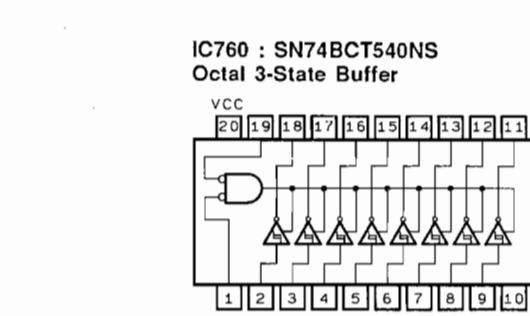 IC760 : SN74BCT540NS
Octal 3-State Buffer
VCC
20 19 18 17 16 15 14 13 12 11
1 2 3 4 5 6 7 8 9 10